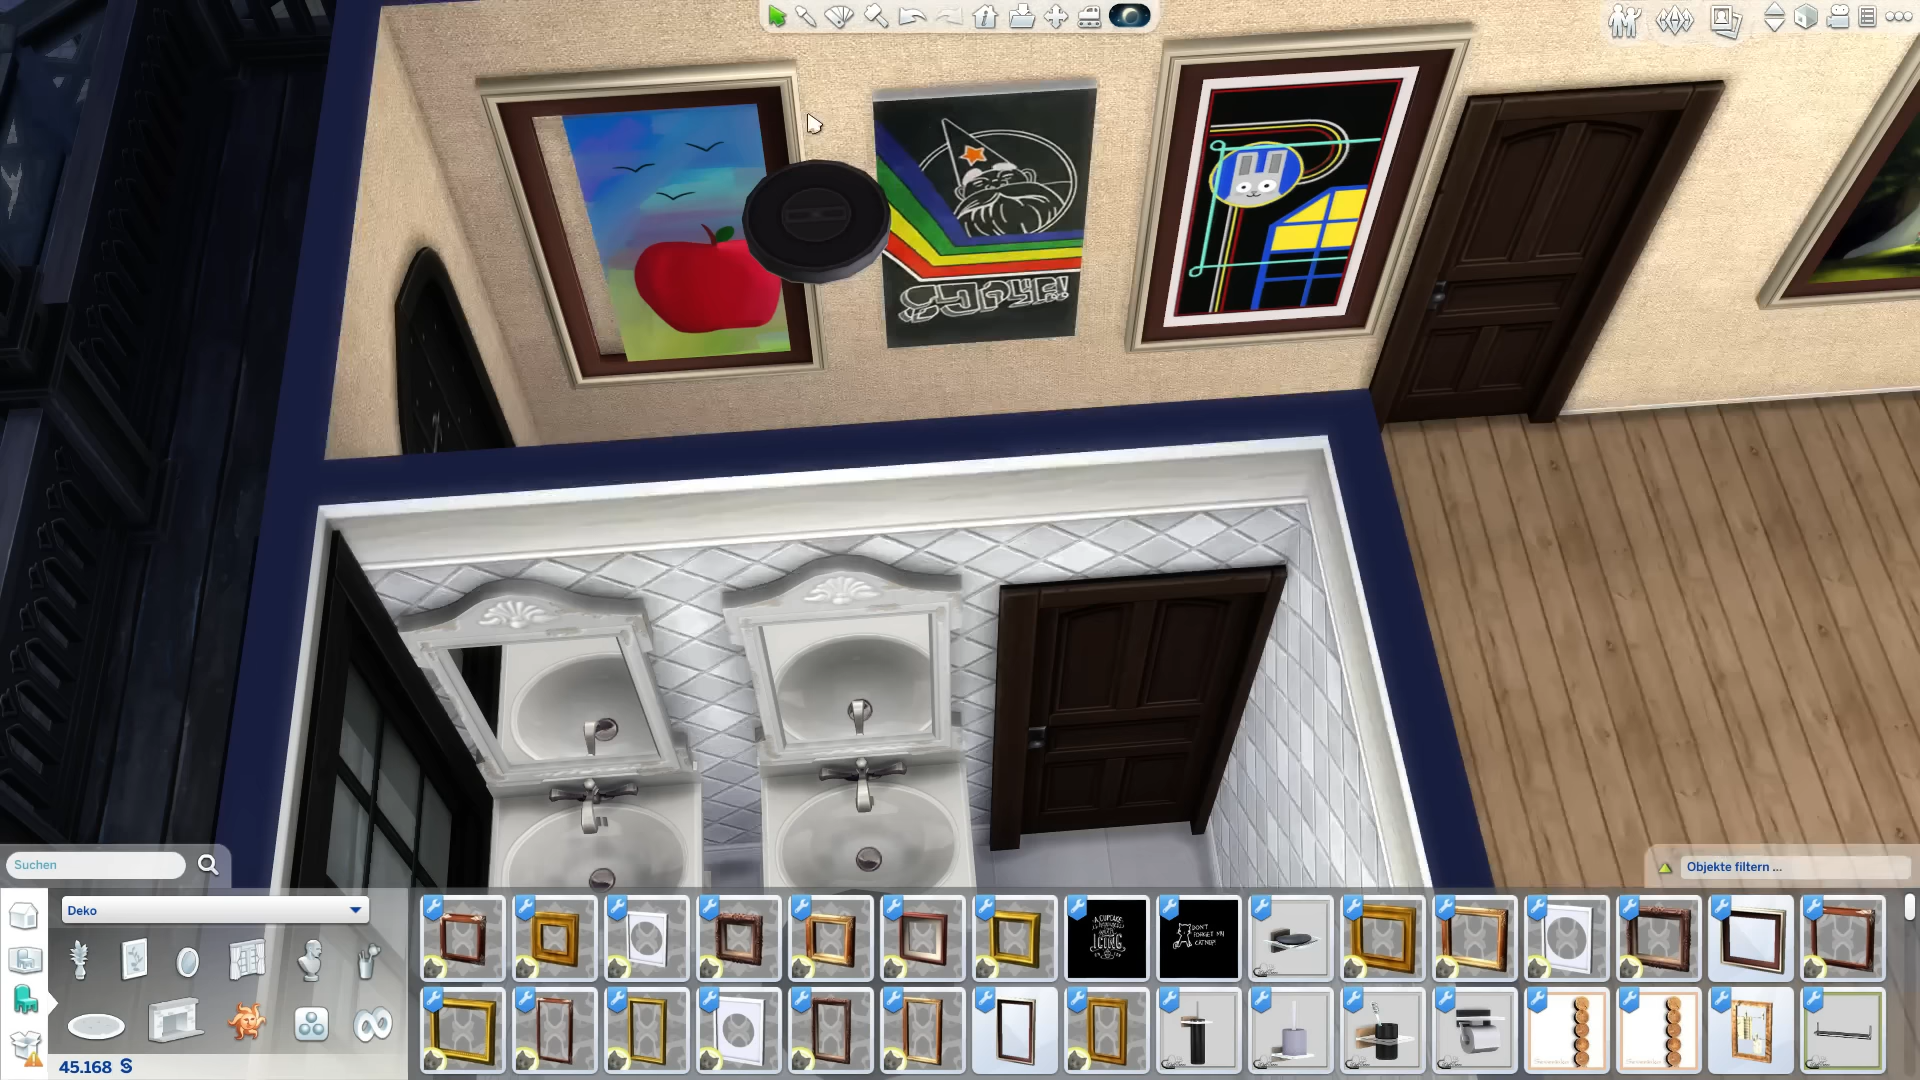 Suchen
Objekte filtern ...
Deko
A CUPCAKE
ICING
DON'T
FORGET MY
CATNIP!
45.168 S